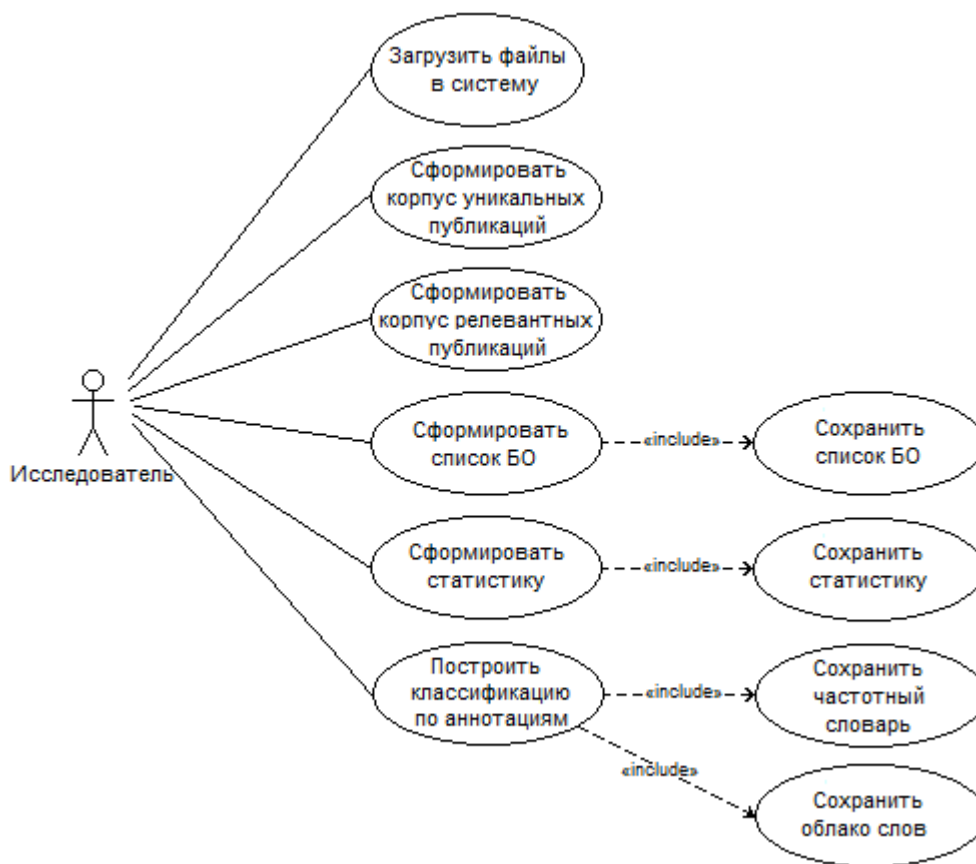 Загрузить файлы
в систему
Сформировать
корпус уникальных
публикаций
Сформировать
корпус релевантных
публикаций
Исследователь
Сформировать
список БО
«include»
Сохранить
список БО
Сформировать
статистику
«include»
Сохранить
статистику
Построить
классификацию
по аннотациям
«include»
Сохранить
частотный
словарь
«include»
Сохранить
облако слов